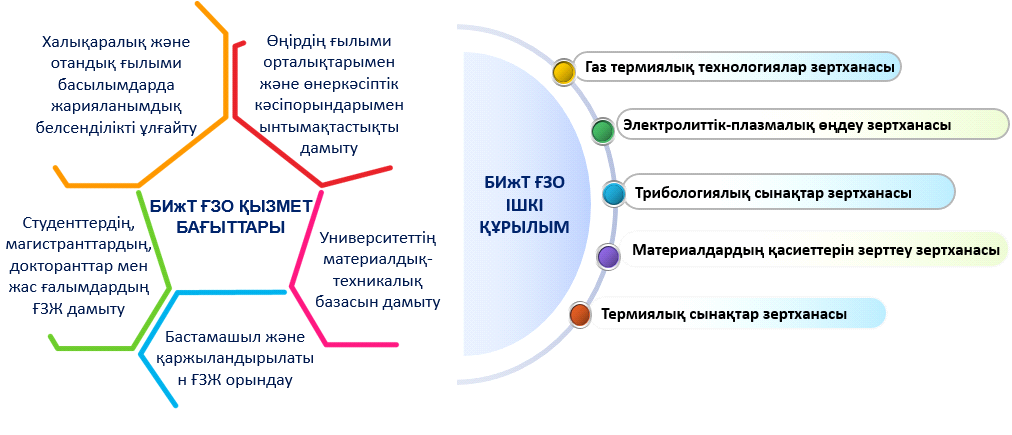 Халықаралық және
отандық ғылыми
басылымдарда
жарияланымдық
белсенділікті ұлғайту
Өңірдің ғылыми
орталықтарымен
және өнеркәсіптік
кәсіпорындарымен
ынтымақтастықты
дамыту
БИжТ ҒЗО ҚЫЗМЕТ
БАҒЫТТАРЫ
Студенттердің,
магистранттардың,
докторанттар мен
жас ғалымдардың
ҒЗЖ дамыту
Университеттің
материалдық-
техникалық
базасын дамыту
Бастамашыл және
қаржыландырылаты
н ҒЗЖ орындау
БИжТ ҒЗО
ІШКІ
ҚҰРЫЛЫМ
Газ термиялық технологиялар зертханасы
Электролиттік-плазмалық өңдеу зертханасы
Трибологиялық сынақтар зертханасы
Материалдардың қасиеттерін зерттеу зертханасы
Термиялық сынақтар зертханасы